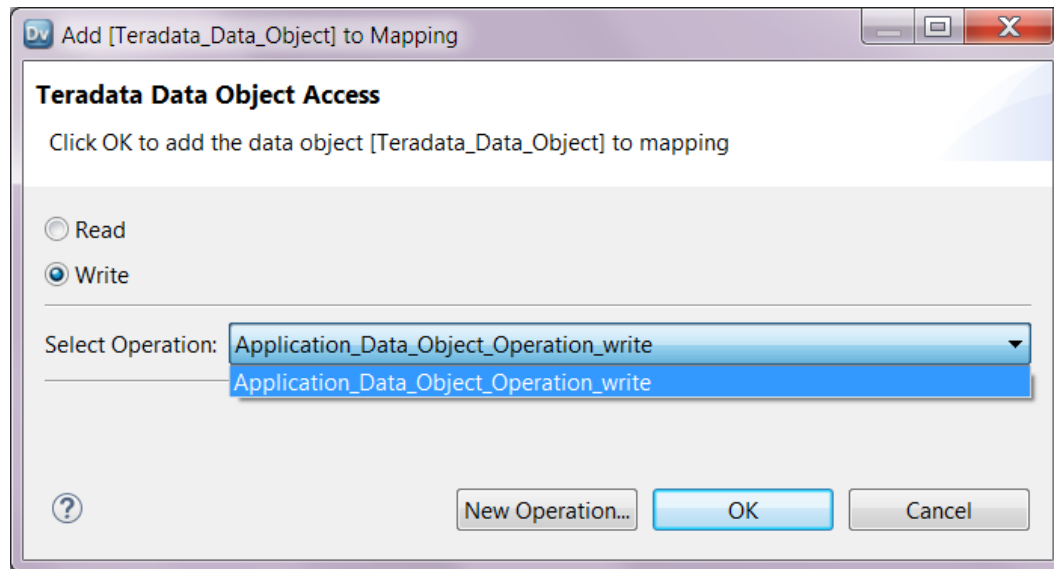 Dv Add [Teradata_Data_Object] to Mapping
X
Teradata Data Object Access
Click OK to add the data object [Teradata_Data_Object] to mapping
Read
Write
Select Operation: Application_Data_Object_Operation_write
Application_Data_Object_Operation_write
? New Operation... OK Cancel